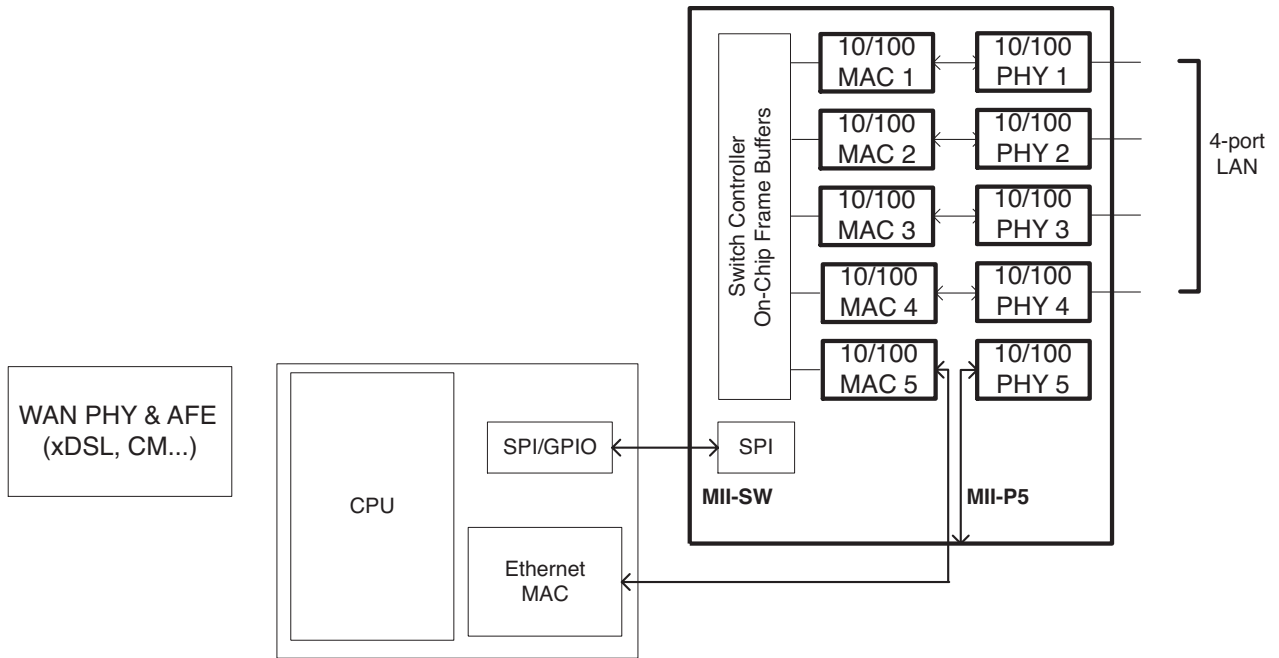 10/100
MAC 1
10/100
PHY 1
10/100
MAC 2
10/100
PHY 2
10/100
MAC 3
10/100
PHY 3
10/100
MAC 4
10/100
PHY 4
10/100
MAC 5
10/100
PHY 5
Switch Controller
On-Chip Frame Buffers
4-port
LAN
WAN PHY & AFE
(xDSL, CM...)
CPU
SPI/GPIO
SPI
MII-SW
MII-P5
Ethernet
MAC